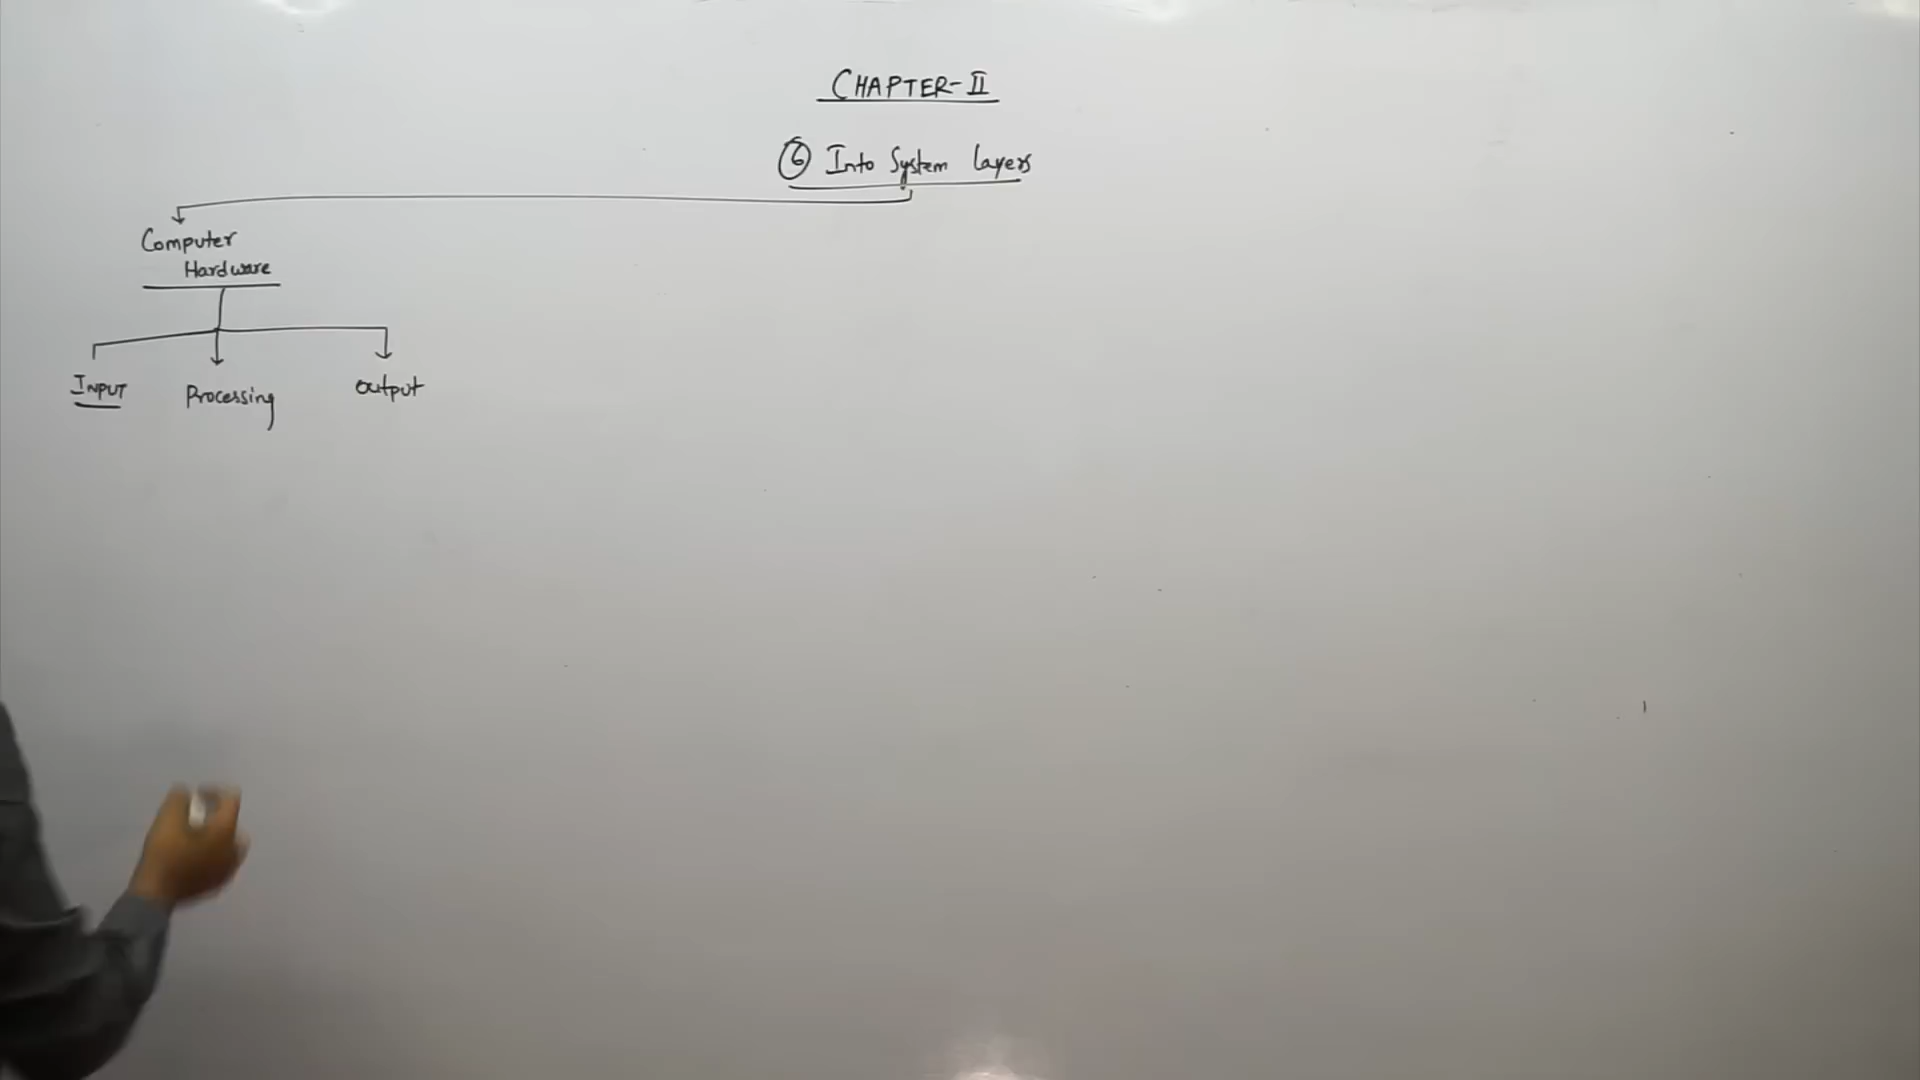 CHAPTER-II
⑥ Into System Layers
Computer
Hardware
INPUT Processing output